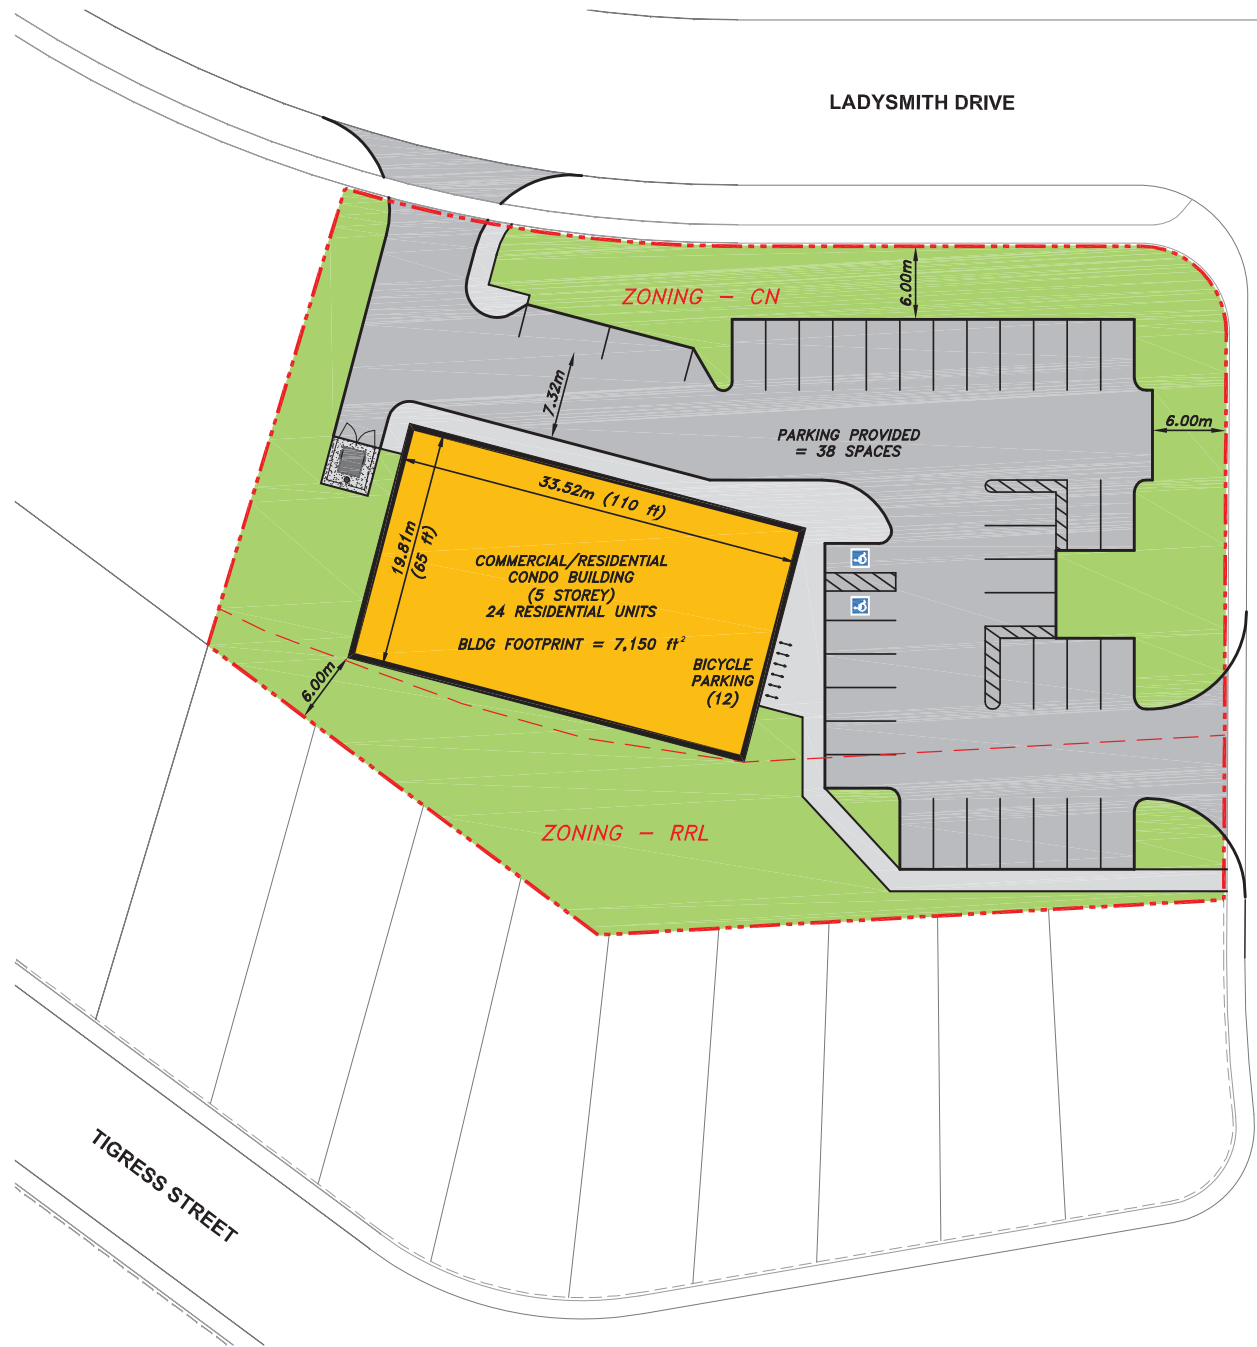 LADYSMITH DRIVE
ZONING - CN
6.00m
7.32m
6.00m
PARKING PROVIDED
= 38 SPACES
33.52m (110 ft)
19.81m
(65 ft)
COMMERCIAL/RESIDENTIAL
CONDO BUILDING
(5 STOREY)
24 RESIDENTIAL UNITS
BLDG FOOTPRINT = 7,150 ft²
BICYCLE
PARKING
(12)
6.00m
ZONING - RRL
TIGRESS STREET